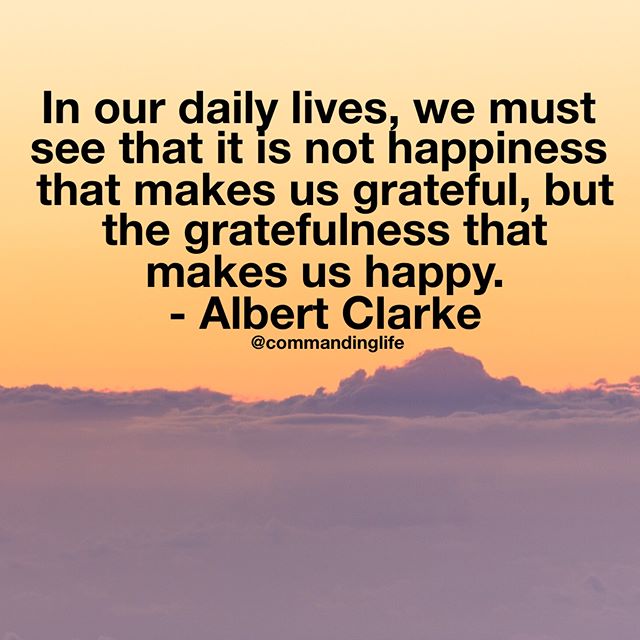 In our daily lives, we must
see that it is not happiness
that makes us grateful, but
the gratefulness that
makes us happy.
- Albert Clarke
@commandinglife